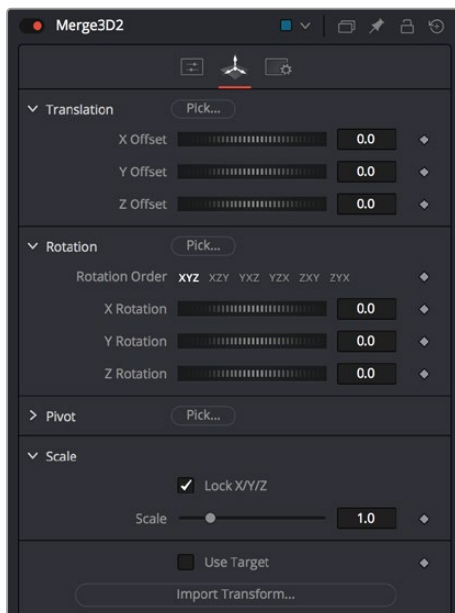 Merge3D2
Translation Pick...
X Offset 0.0
Y Offset 0.0
Z Offset 0.0
Rotation Pick...
Rotation Order XYZ XZY YXZ YZX ZXY ZYX
X Rotation 0.0
Y Rotation 0.0
Z Rotation 0.0
Pivot Pick...
Scale
Lock X/Y/Z
Scale 1.0
Use Target
Import Transform...